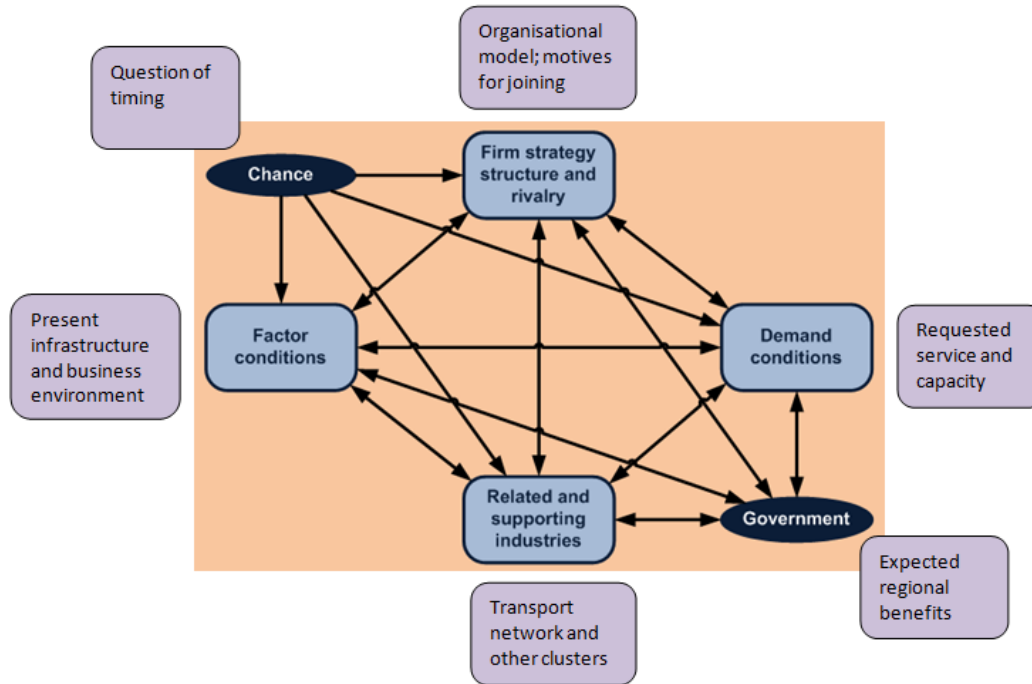 Organisational
model; motives
for joining
Question of
timing
Firm strategy
structure and
rivalry
Chance
Present
infrastructure
and business
environment
Factor
conditions
Demand
conditions
Requested
service and
capacity
Related and
supporting
industries
Government
Expected
regional
benefits
Transport
network and
other clusters